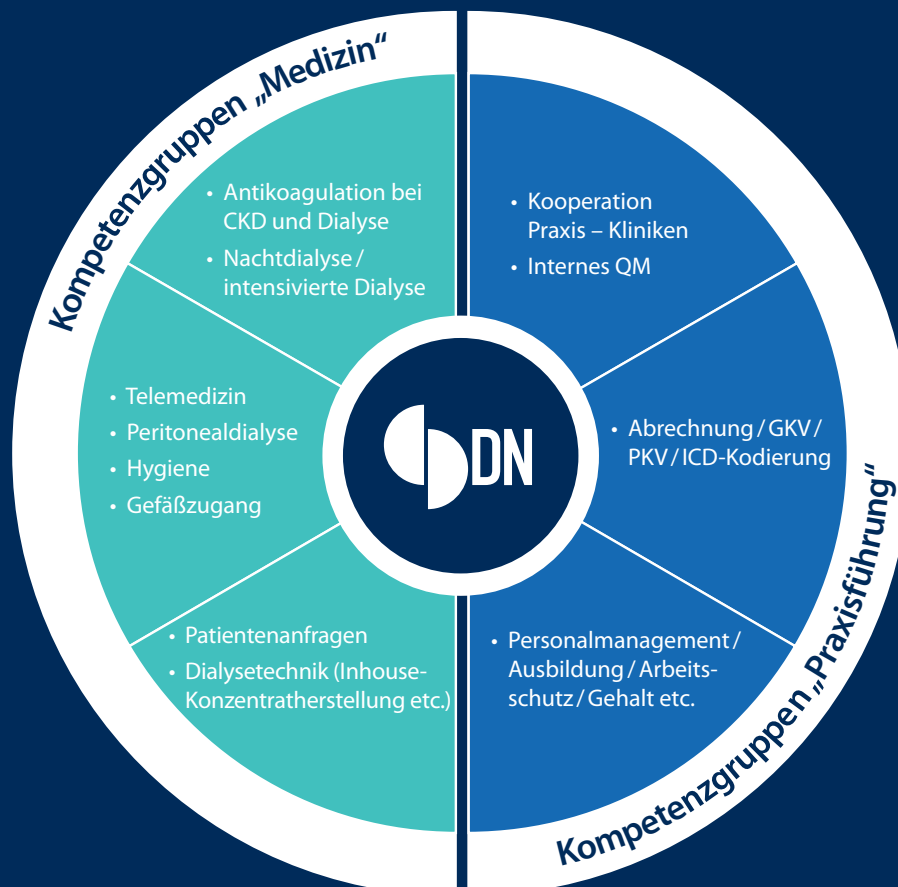 Kompetenzgruppen „Medizin“
• Antikoagulation bei
CKD und Dialyse
• Nachtdialyse /
intensivierte Dialyse
• Telemedizin
• Peritonealdialyse
• Hygiene
• Gefäßzugang
• Patientenanfragen
• Dialysetechnik (Inhouse-
Konzentratherstellung etc.)
DN
• Kooperation
Praxis – Kliniken
• Internes QM
• Abrechnung / GKV /
PKV / ICD-Kodierung
• Personalmanagement /
Ausbildung / Arbeits-
schutz / Gehalt etc.
Kompetenzgruppen „Praxisführung“